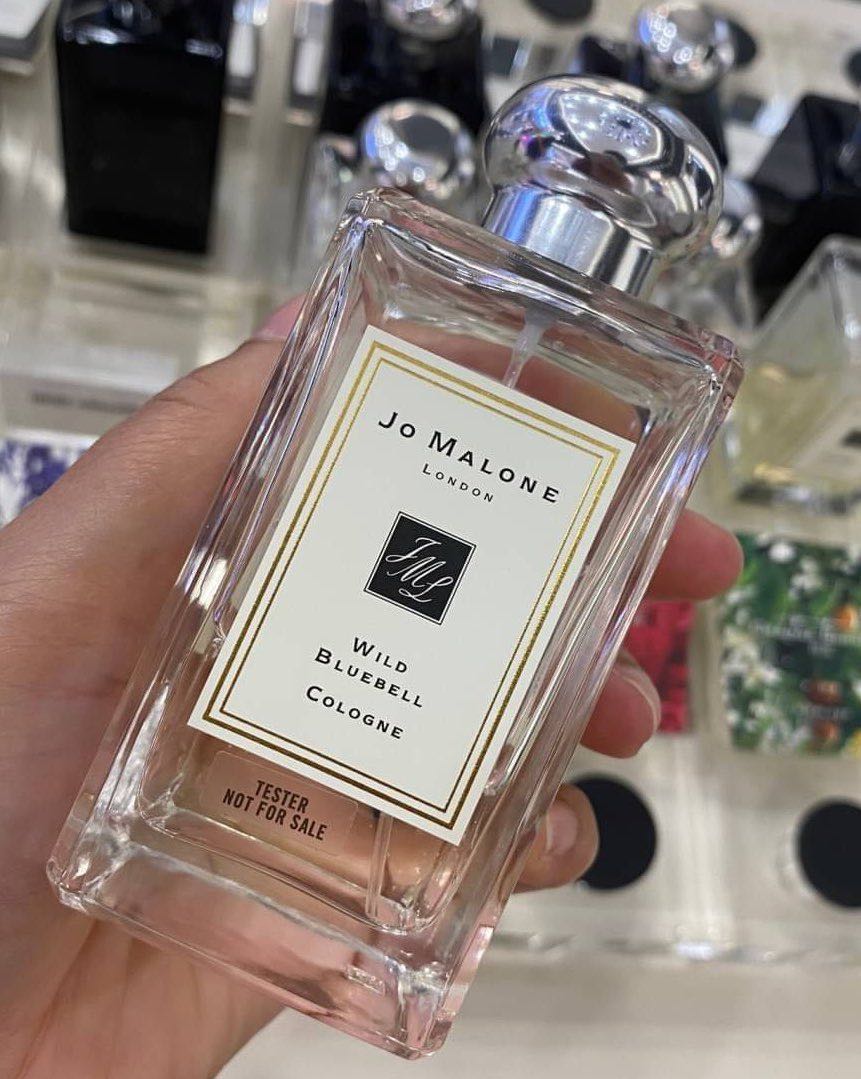 JO MALONE
LONDON
JML
WILD
BLUEBELL
COLOGNE
TESTER
NOT FOR SALE